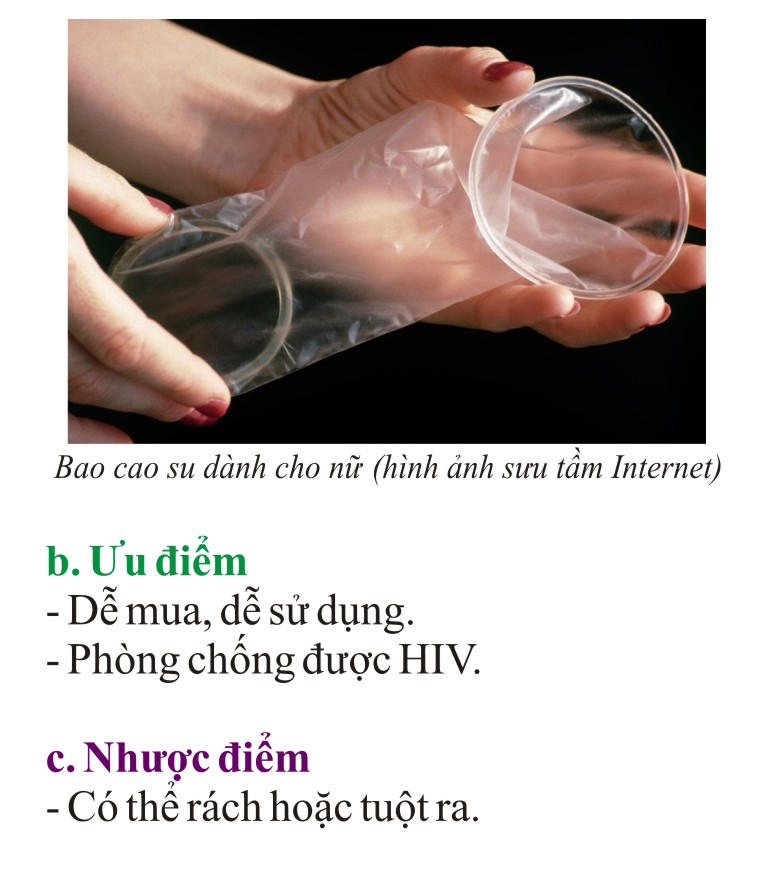 Bao cao su dành cho nữ (hình ảnh sưu tầm Internet)
b. Ưu điểm
- Dễ mua, dễ sử dụng.
- Phòng chống được HIV.
c. Nhược điểm
- Có thể rách hoặc tuột ra.